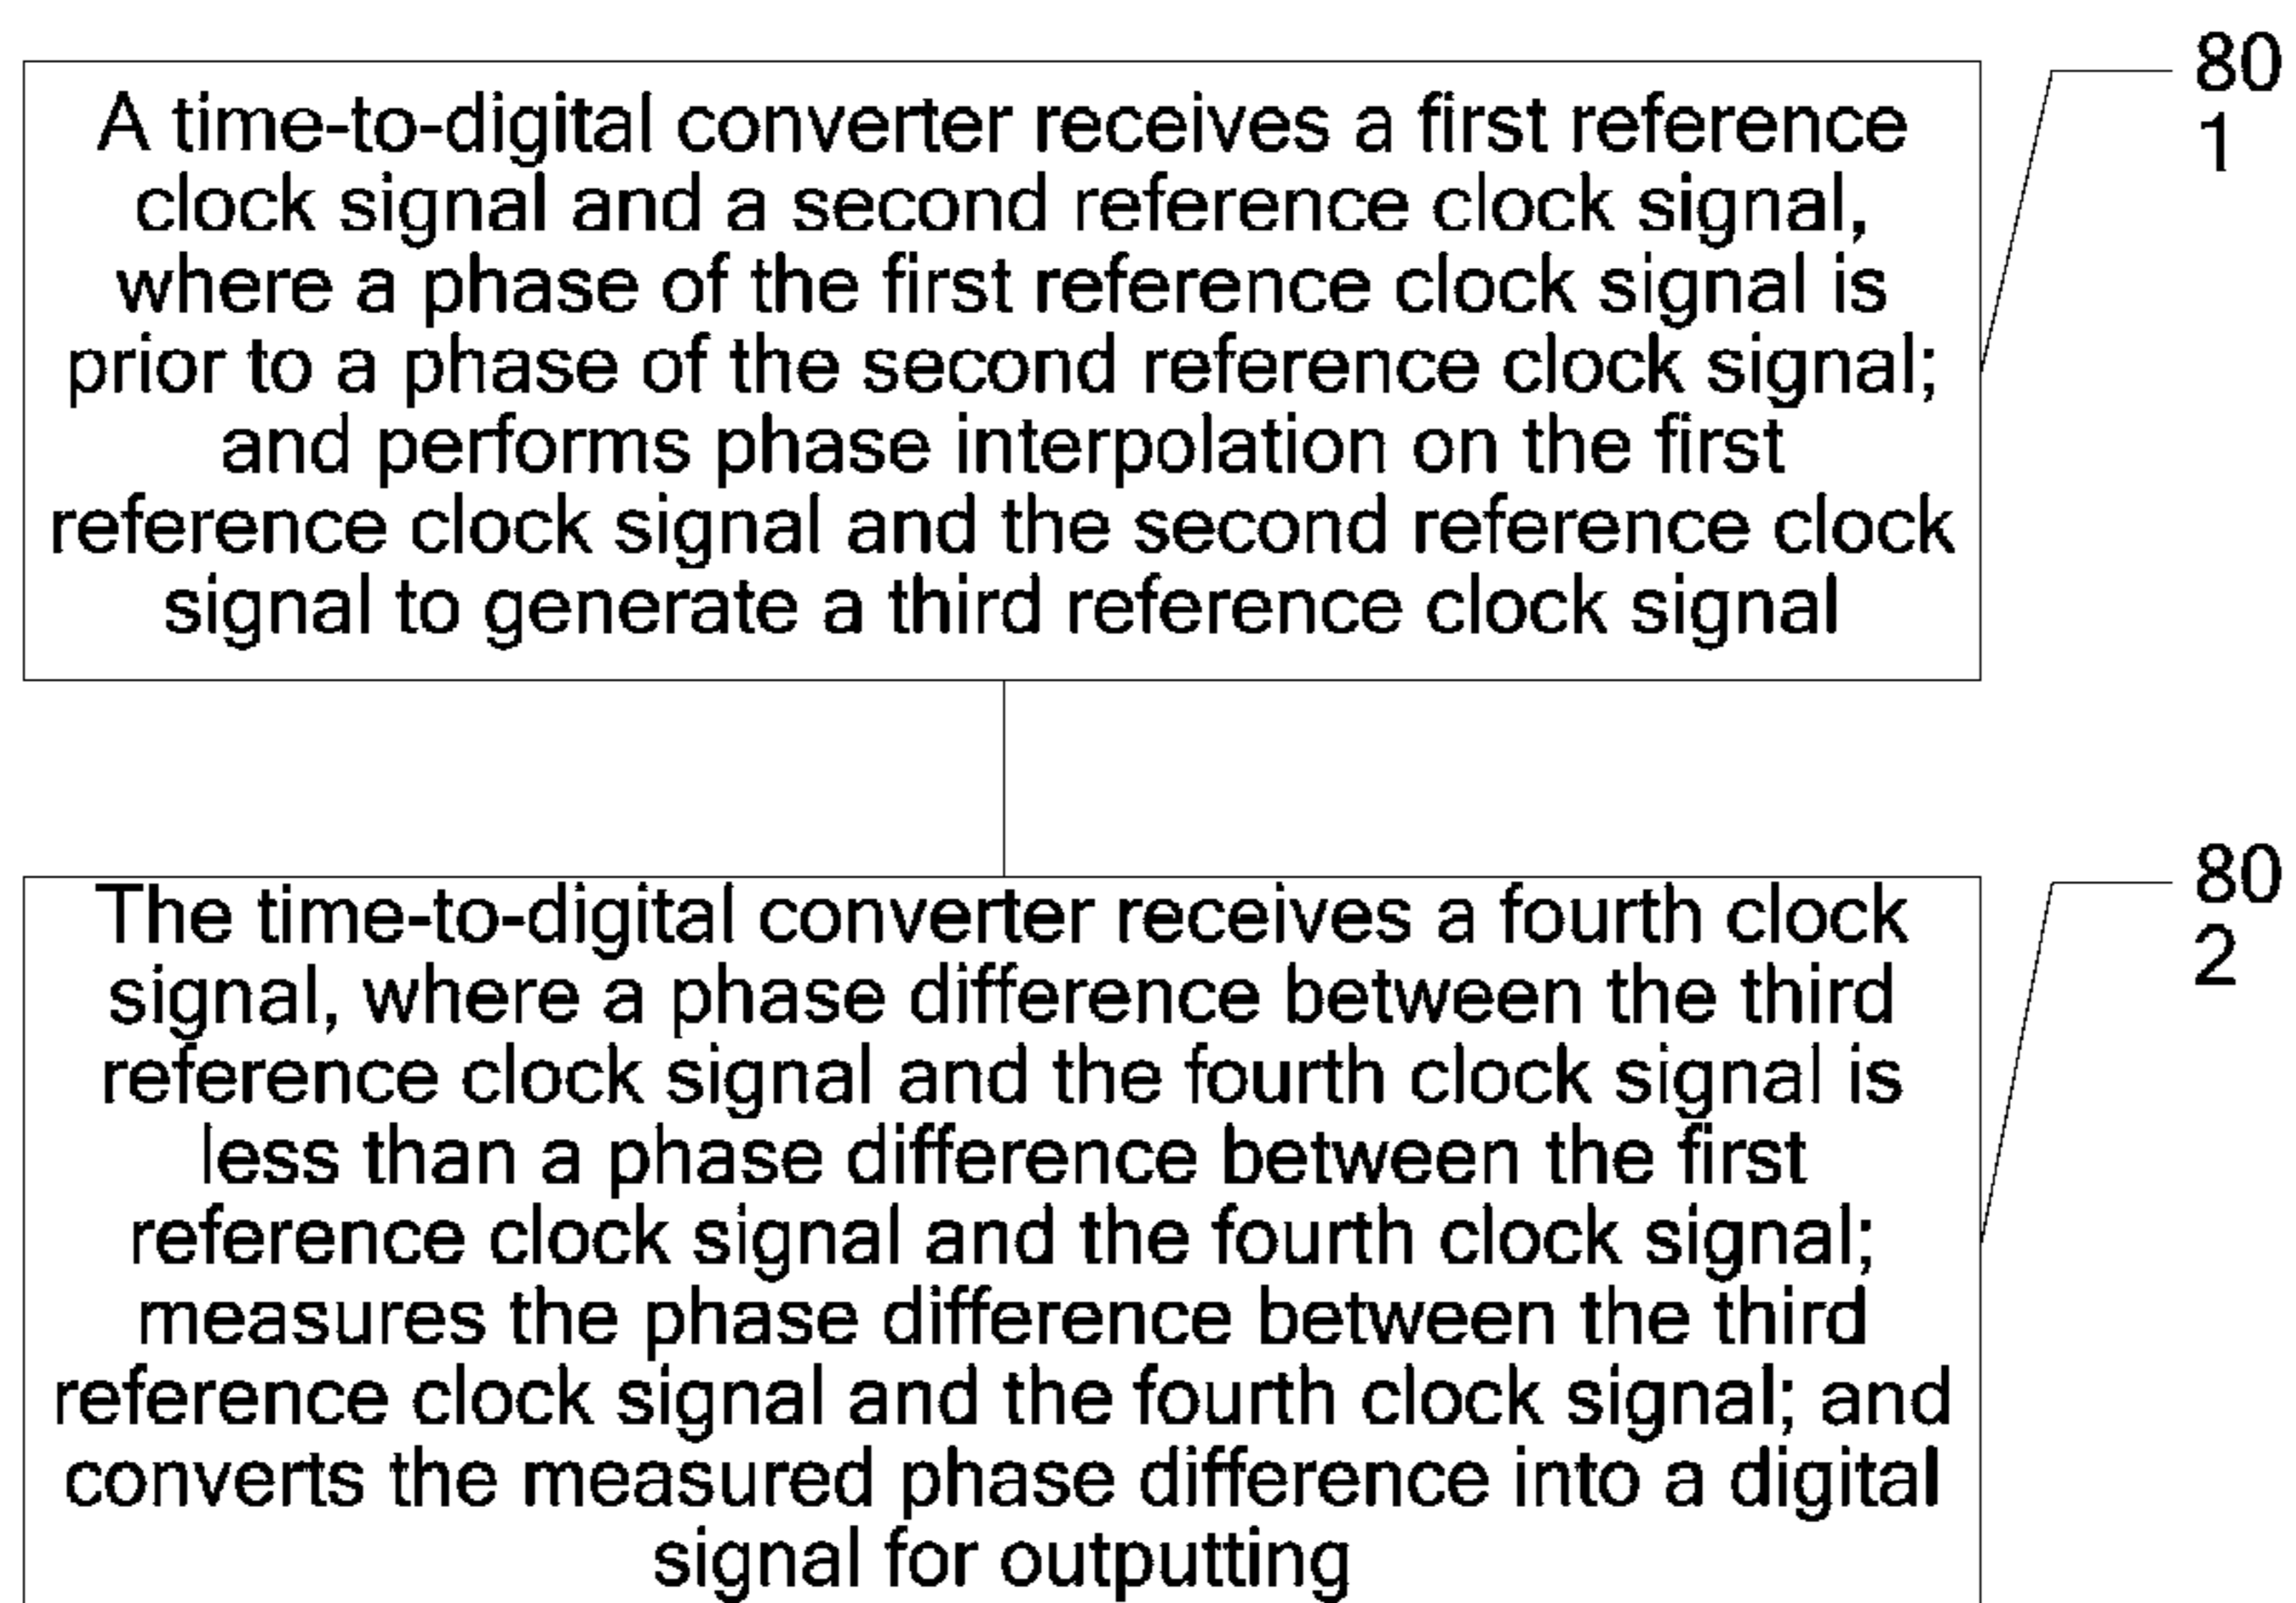 A time-to-digital converter receives a first reference
clock signal and a second reference clock signal,
where a phase of the first reference clock signal is
prior to a phase of the second reference clock signal;
and performs phase interpolation on the first
reference clock signal and the second reference clock
signal to generate a third reference clock signal
80
1
The time-to-digital converter receives a fourth clock
signal, where a phase difference between the third
reference clock signal and the fourth clock signal is
less than a phase difference between the first
reference clock signal and the fourth clock signal;
measures the phase difference between the third
reference clock signal and the fourth clock signal; and
converts the measured phase difference into a digital
signal for outputting
80
2